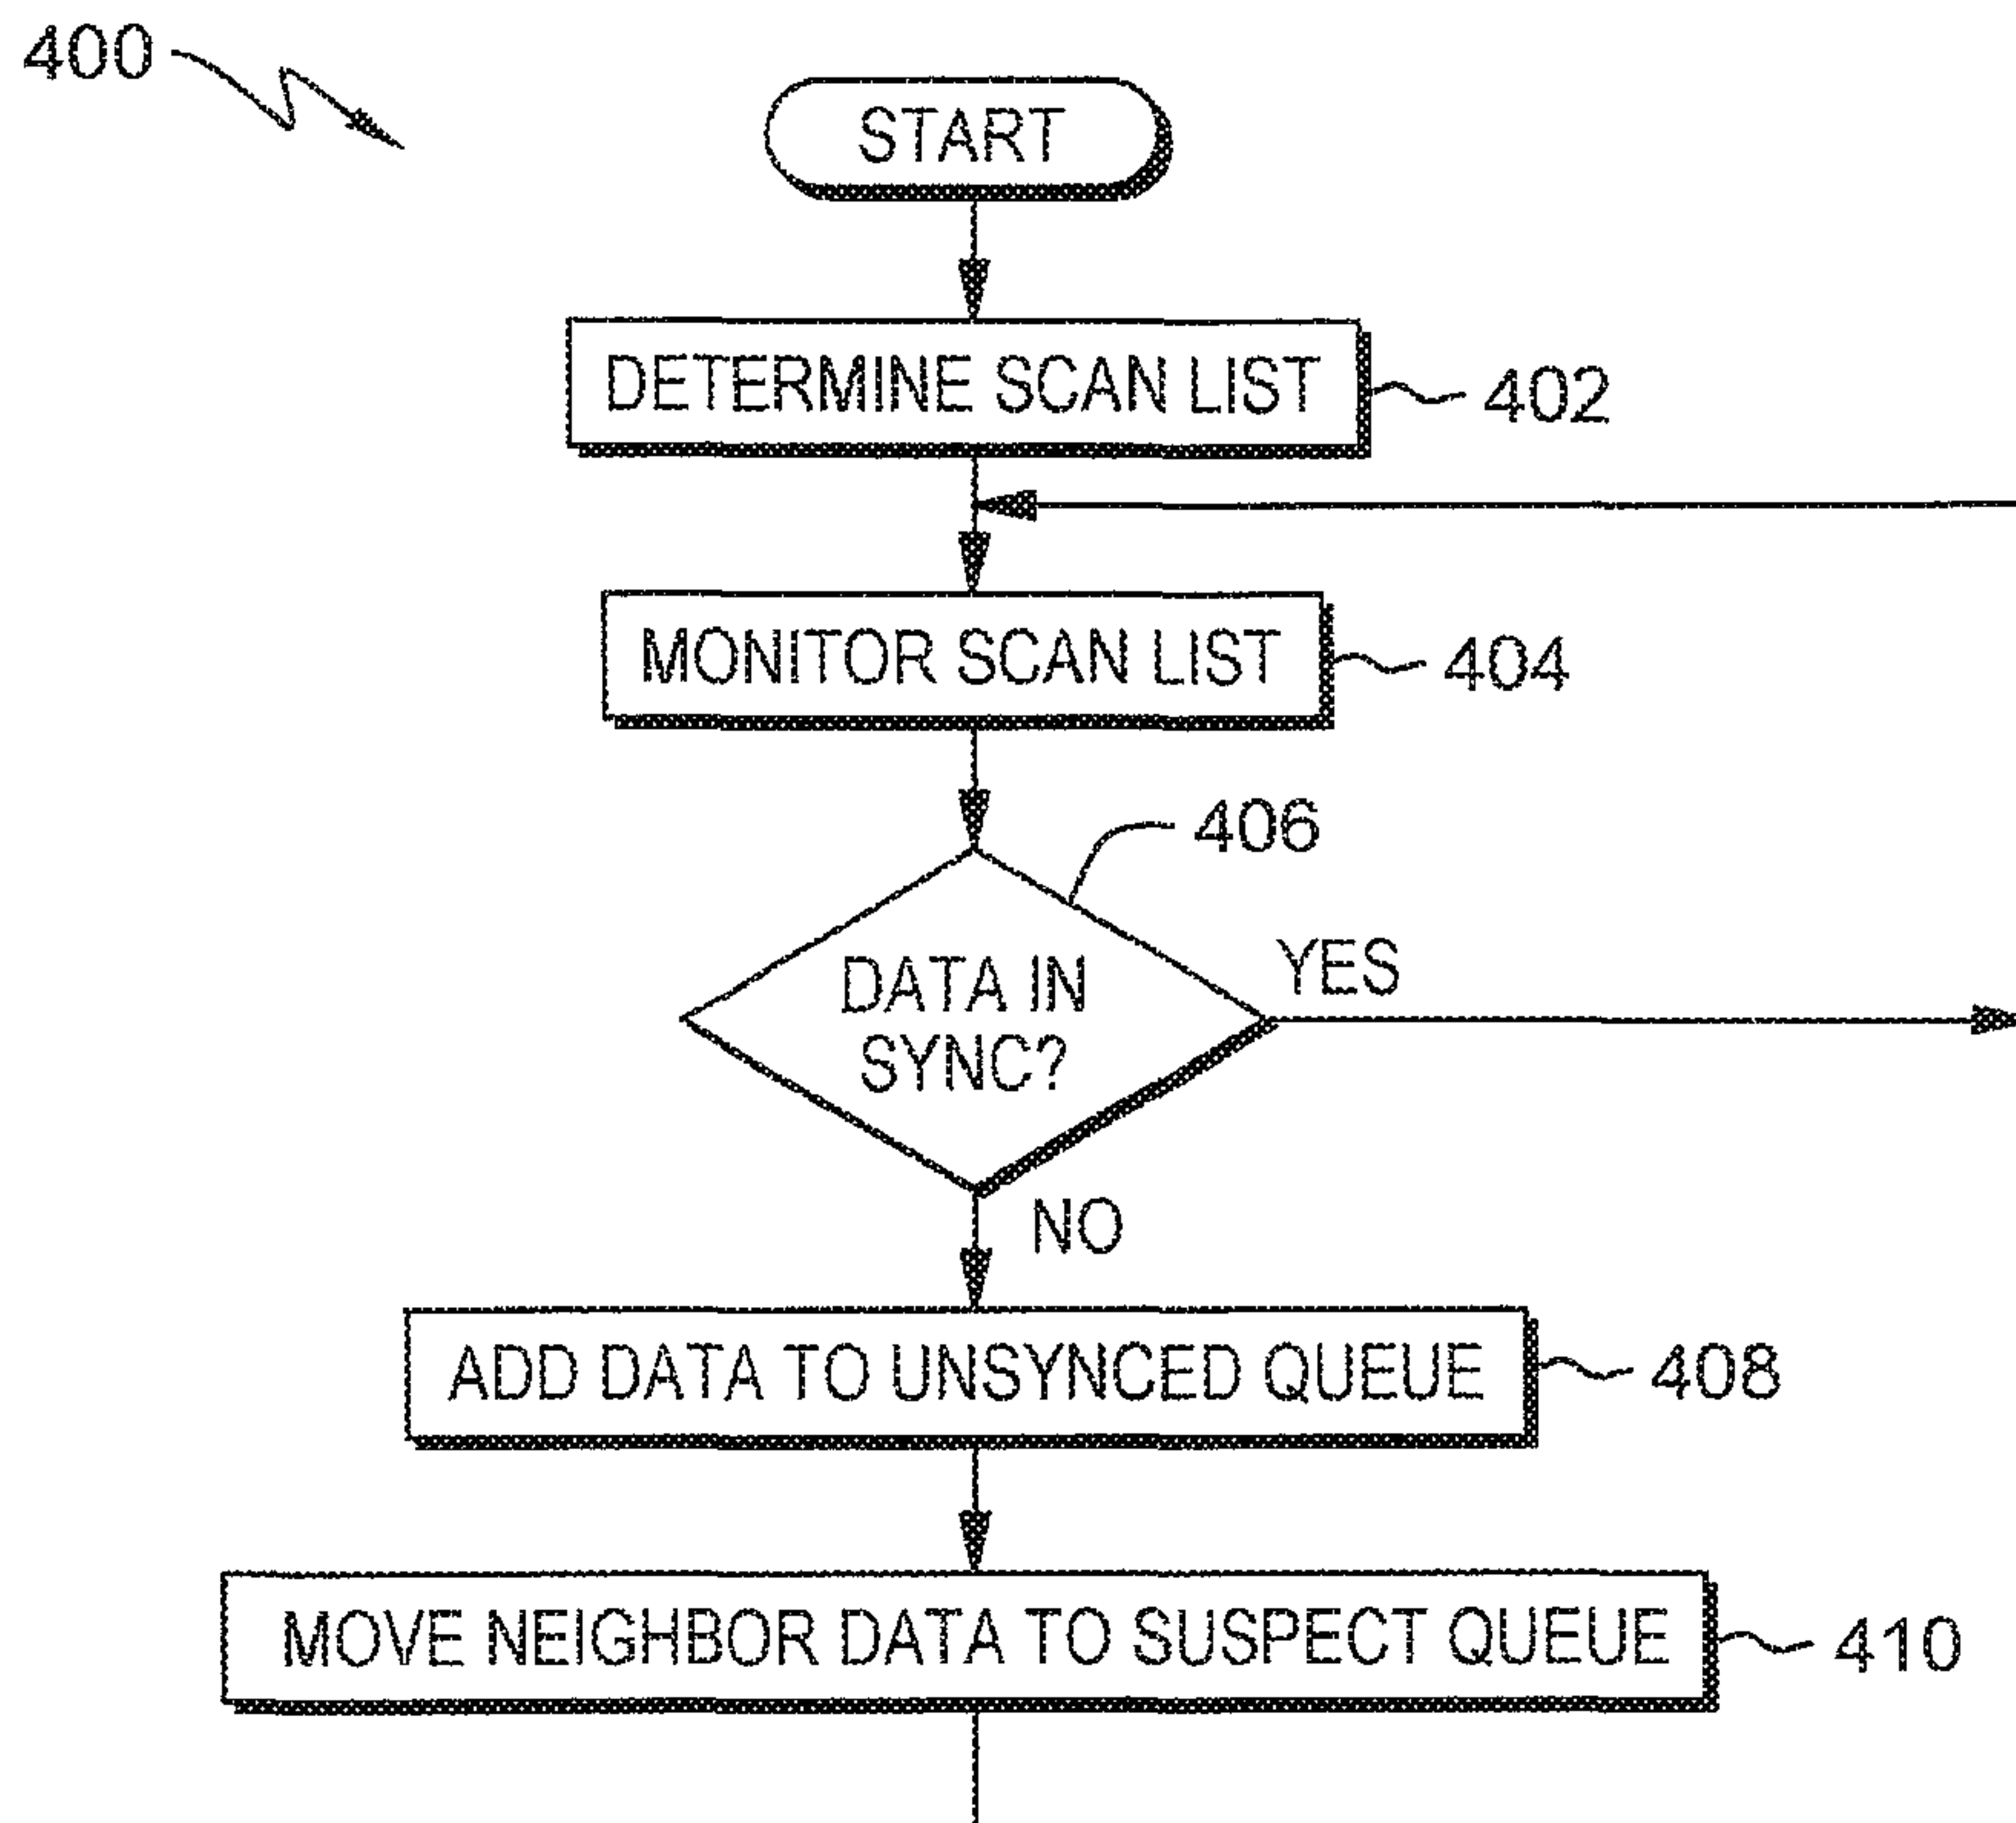 400
START
DETERMINE SCAN LIST
402
MONITOR SCAN LIST
404
406
DATA IN
SYNC?
YES
NO
ADD DATA TO UNSYNCED QUEUE
408
MOVE NEIGHBOR DATA TO SUSPECT QUEUE
410